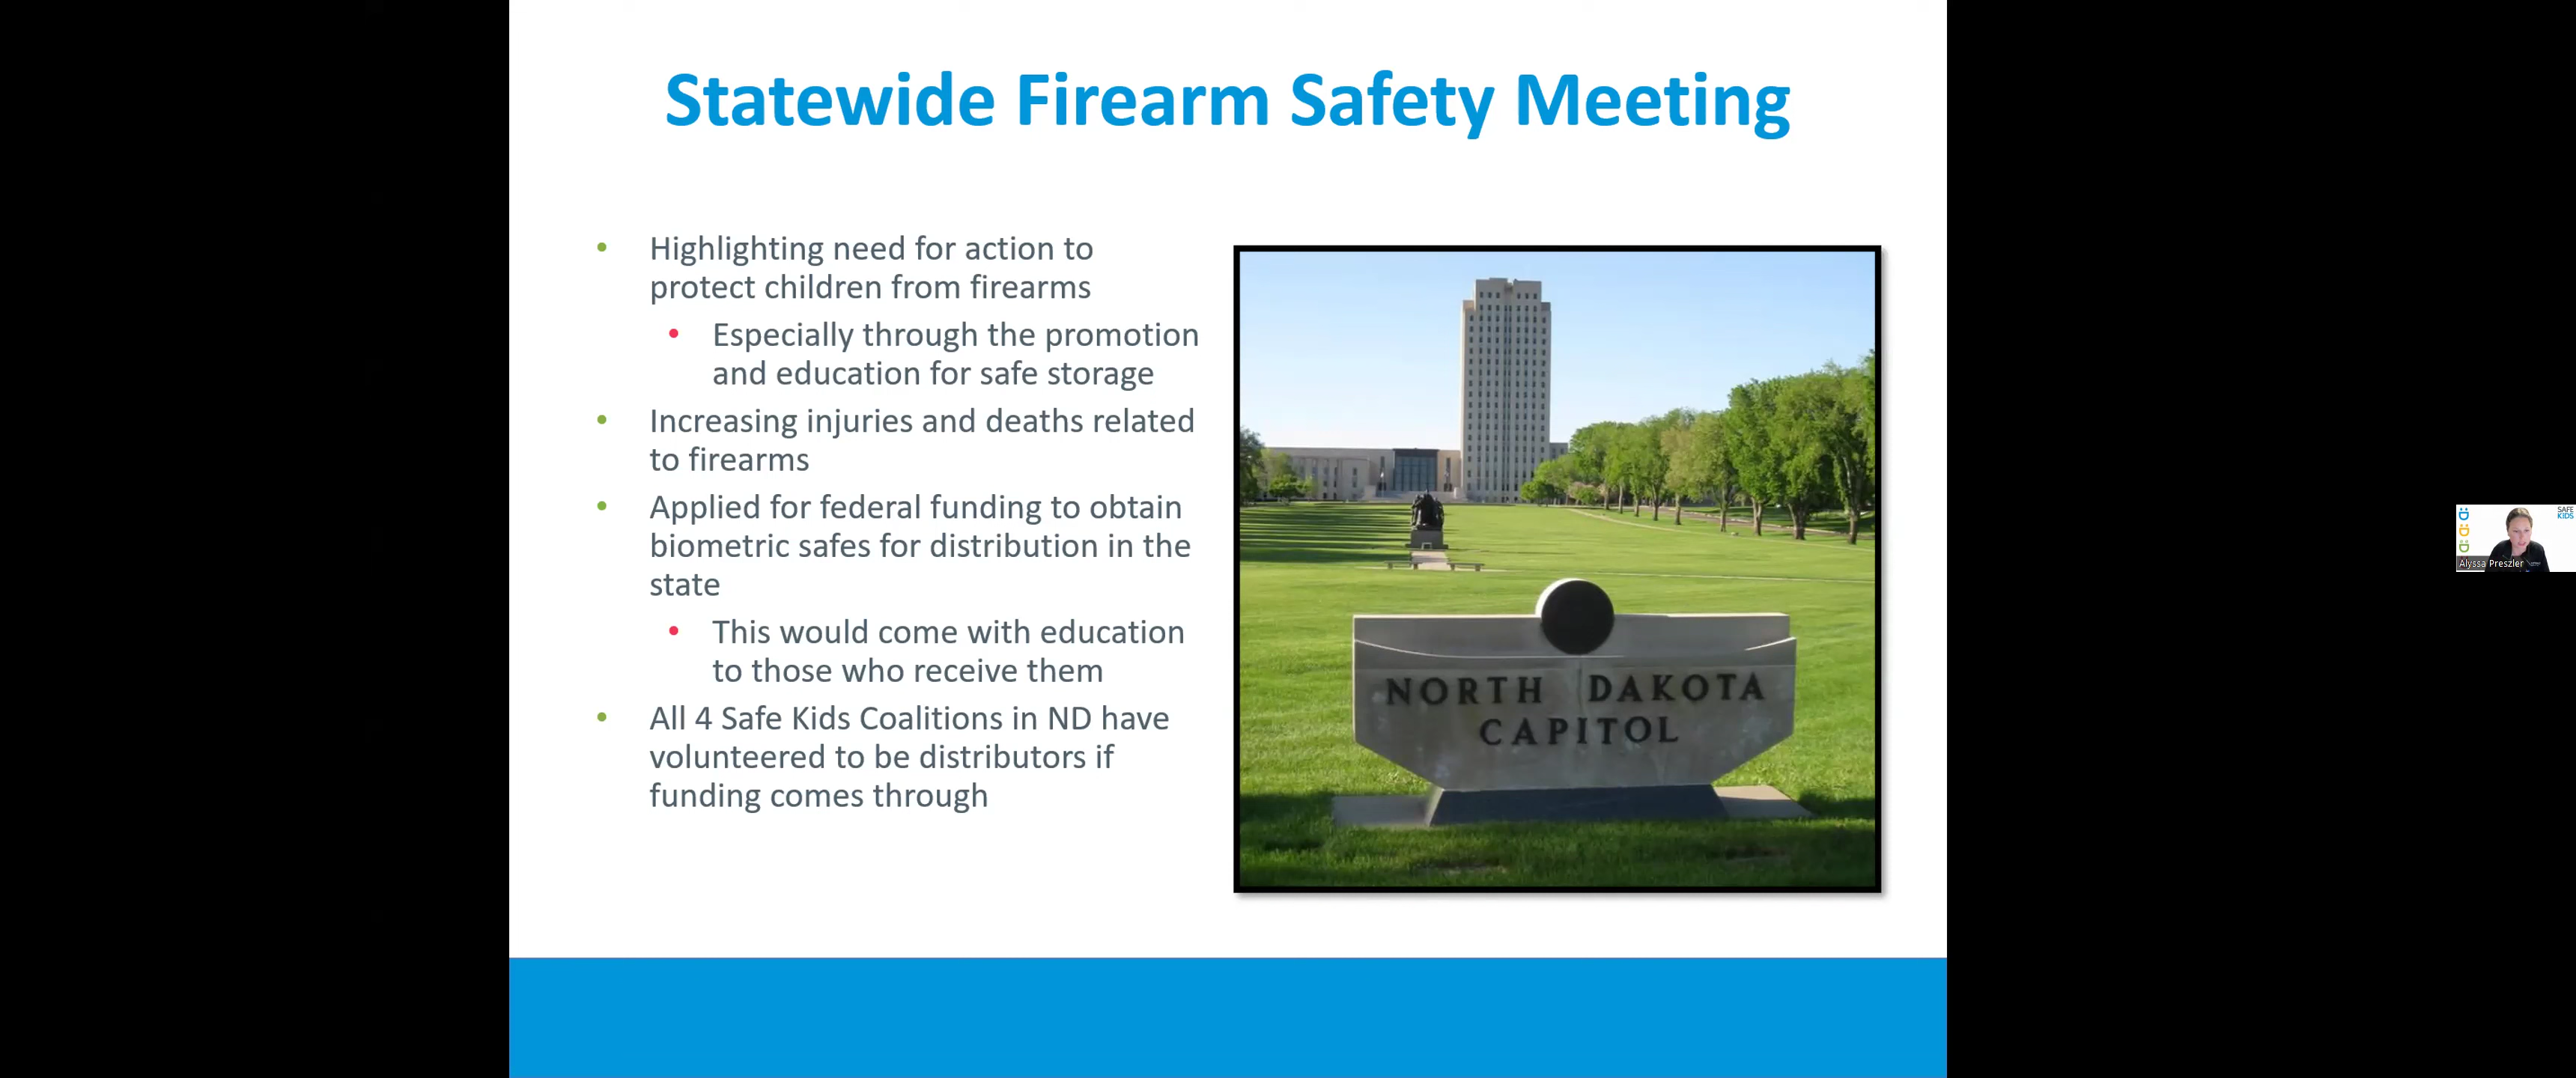 Statewide Firearm Safety Meeting
• Highlighting need for action to
protect children from firearms
• Especially through the promotion
and education for safe storage
• Increasing injuries and deaths related
to firearms
• Applied for federal funding to obtain
biometric safes for distribution in the
state
• This would come with education
to those who receive them
• All 4 Safe Kids Coalitions in ND have
volunteered to be distributors if
funding comes through
NORTH DAKOTA
CAPITOL
SAFE
KIDS
Alyssa Preszler